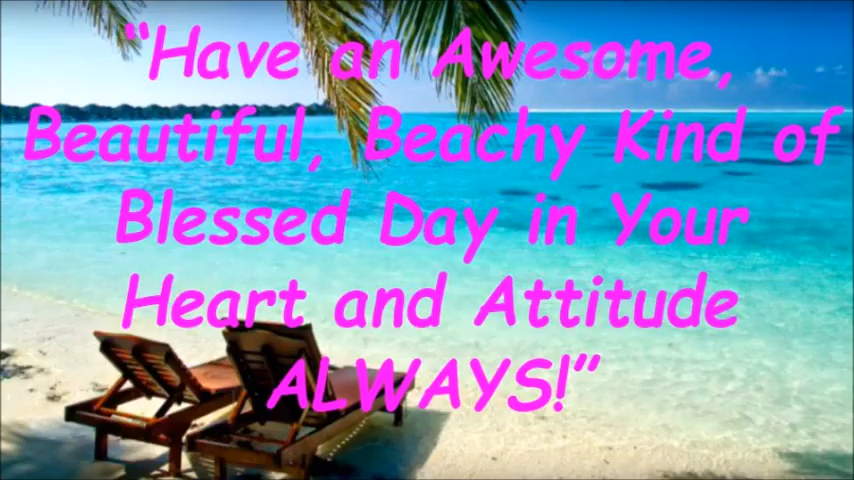 “Have an Awesome,
Beautiful, Beachy Kind of
Blessed Day in Your
Heart and Attitude
ALWAYS!”